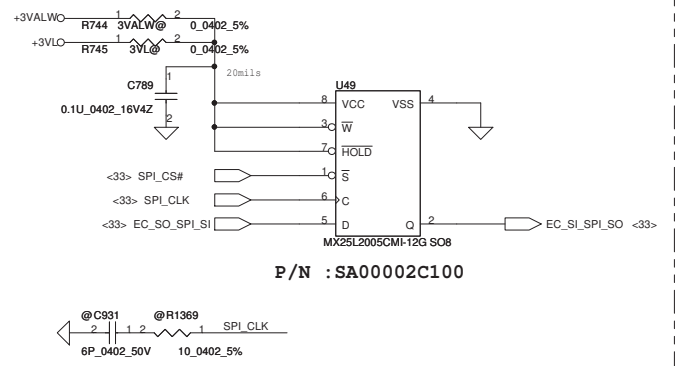 +3VALW
1 2
R744 3VALW@ 0_0402_5%
+3VL
1 2
R745 3VL@ 0_0402_5%
20mils
C789
1
2
0.1U_0402_16V4Z
U49
8 VCC VSS 4
3 W
7 HOLD
<33> SPI_CS# 1 S
<33> SPI_CLK 6 C
<33> EC_SO_SPI_SI 5 D Q 2 EC_SI_SPI_SO <33>
MX25L2005CMI-12G SO8
P/N :SA00002C100
@C931 @R1369
2 1 2 1 SPI_CLK
6P_0402_50V 10_0402_5%